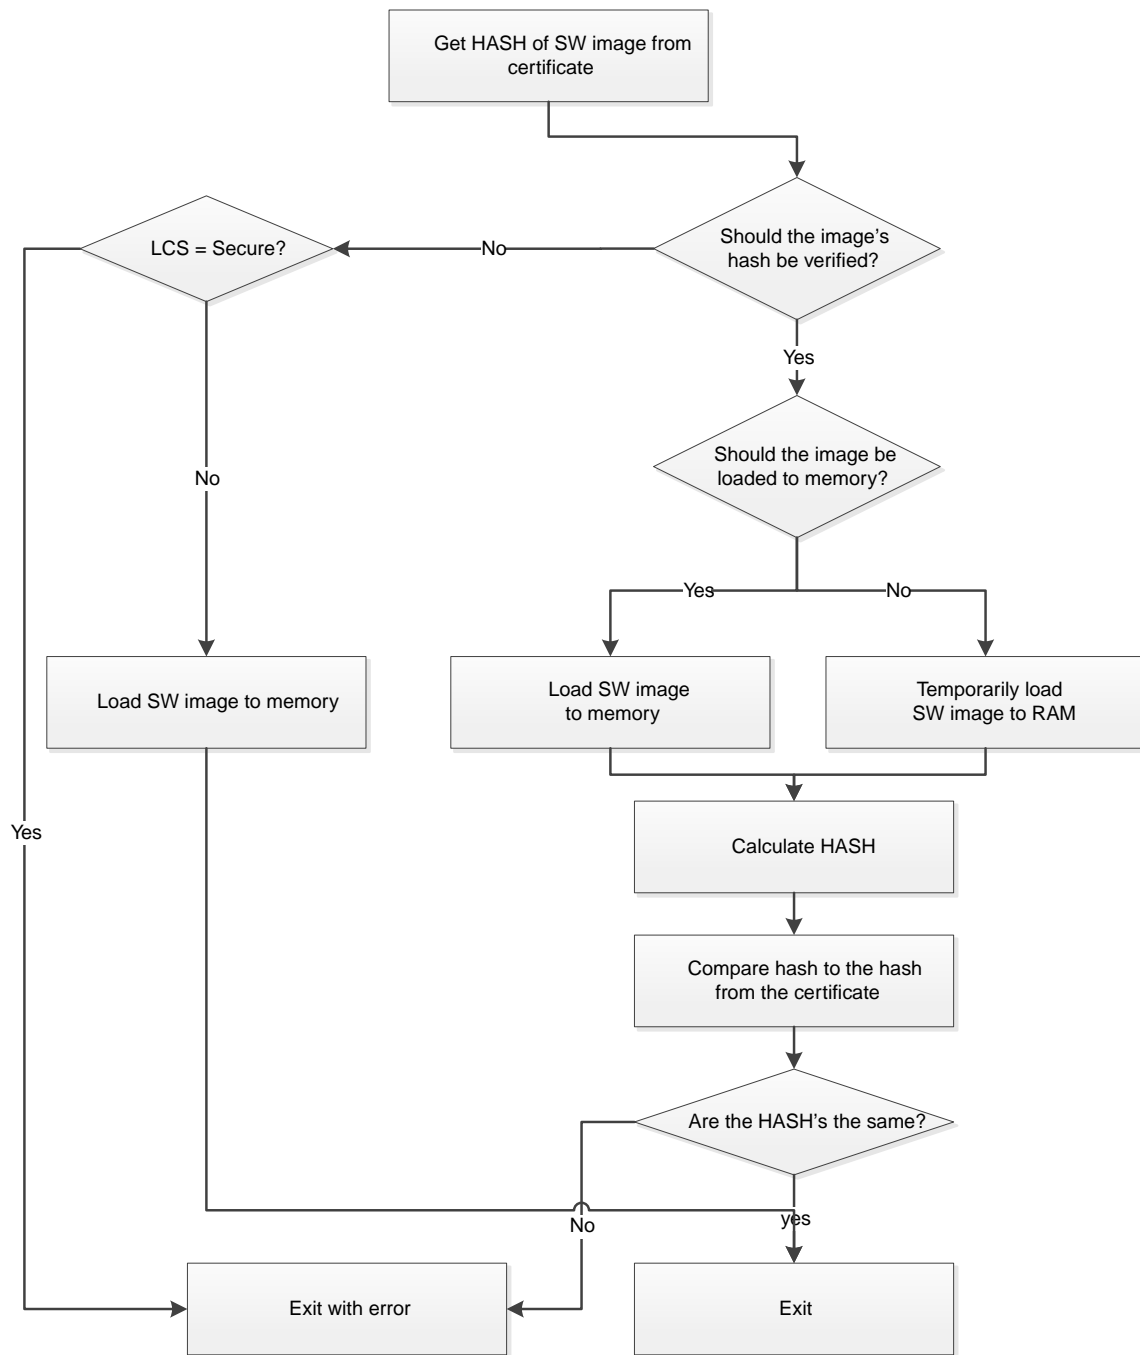 Get HASH of SW image from
certificate
Should the image's
hash be verified?
No
LCS = Secure?
Yes
Should the image be
loaded to memory?
No
Yes
No
Load SW image to memory
Load SW image
to memory
Temporarily load
SW image to RAM
Yes
Calculate HASH
Compare hash to the hash
from the certificate
Are the HASH's the same?
No
yes
Exit with error
Exit